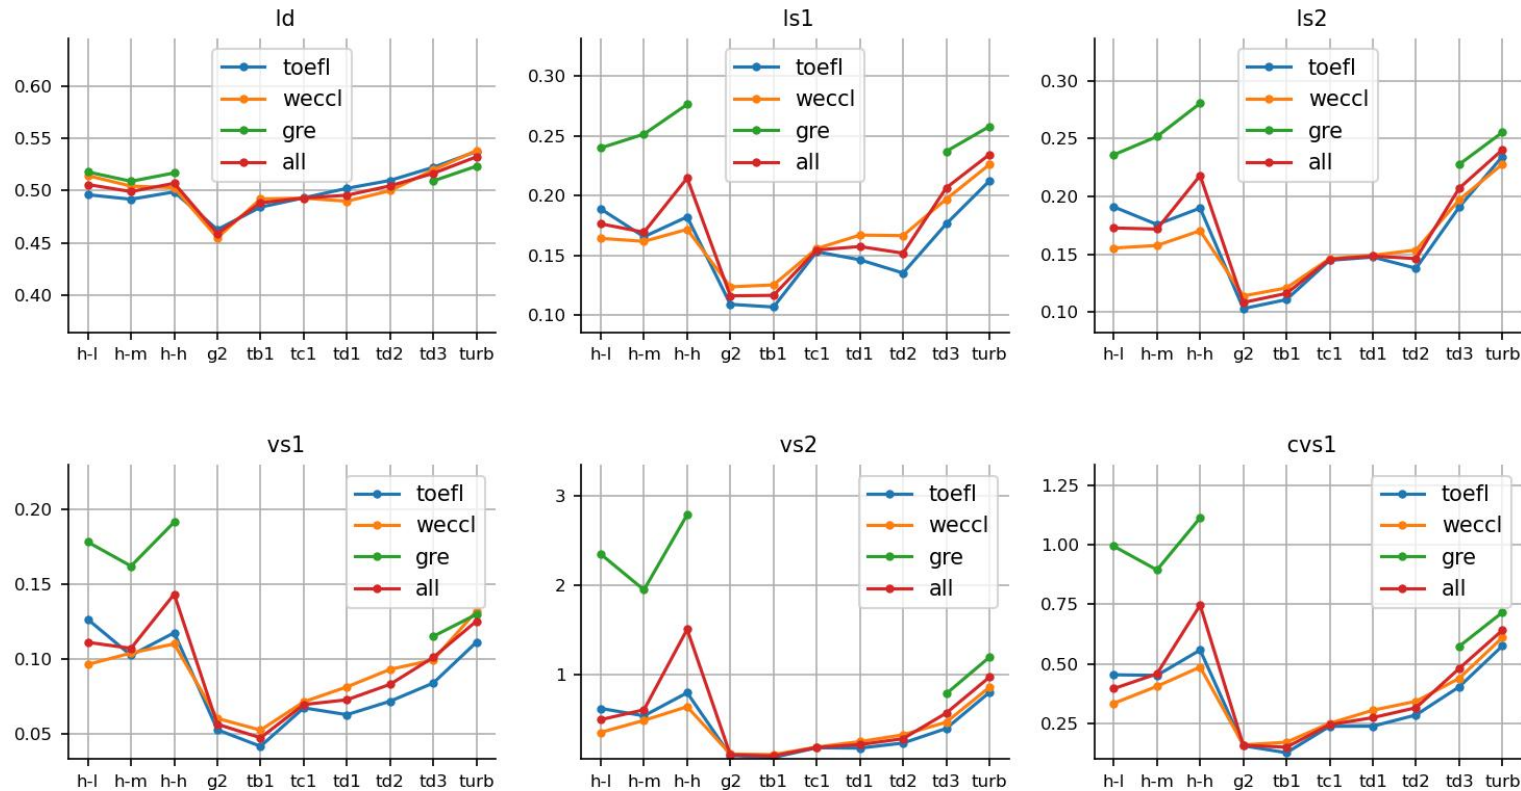 ld
0.60
0.55
0.50
0.45
0.40
toefl
weccl
gre
all
h-l h-m h-h g2 tb1 tc1 td1 td2 td3 turb
ls1
0.30
0.25
0.20
0.15
0.10
toefl
weccl
gre
all
h-l h-m h-h g2 tb1 tc1 td1 td2 td3 turb
ls2
0.30
0.25
0.20
0.15
0.10
toefl
weccl
gre
all
h-l h-m h-h g2 tb1 tc1 td1 td2 td3 turb
vs1
0.20
0.15
0.10
0.05
toefl
weccl
gre
all
h-l h-m h-h g2 tb1 tc1 td1 td2 td3 turb
vs2
3
2
1
toefl
weccl
gre
all
h-l h-m h-h g2 tb1 tc1 td1 td2 td3 turb
cvs1
1.25
1.00
0.75
0.50
0.25
toefl
weccl
gre
all
h-l h-m h-h g2 tb1 tc1 td1 td2 td3 turb